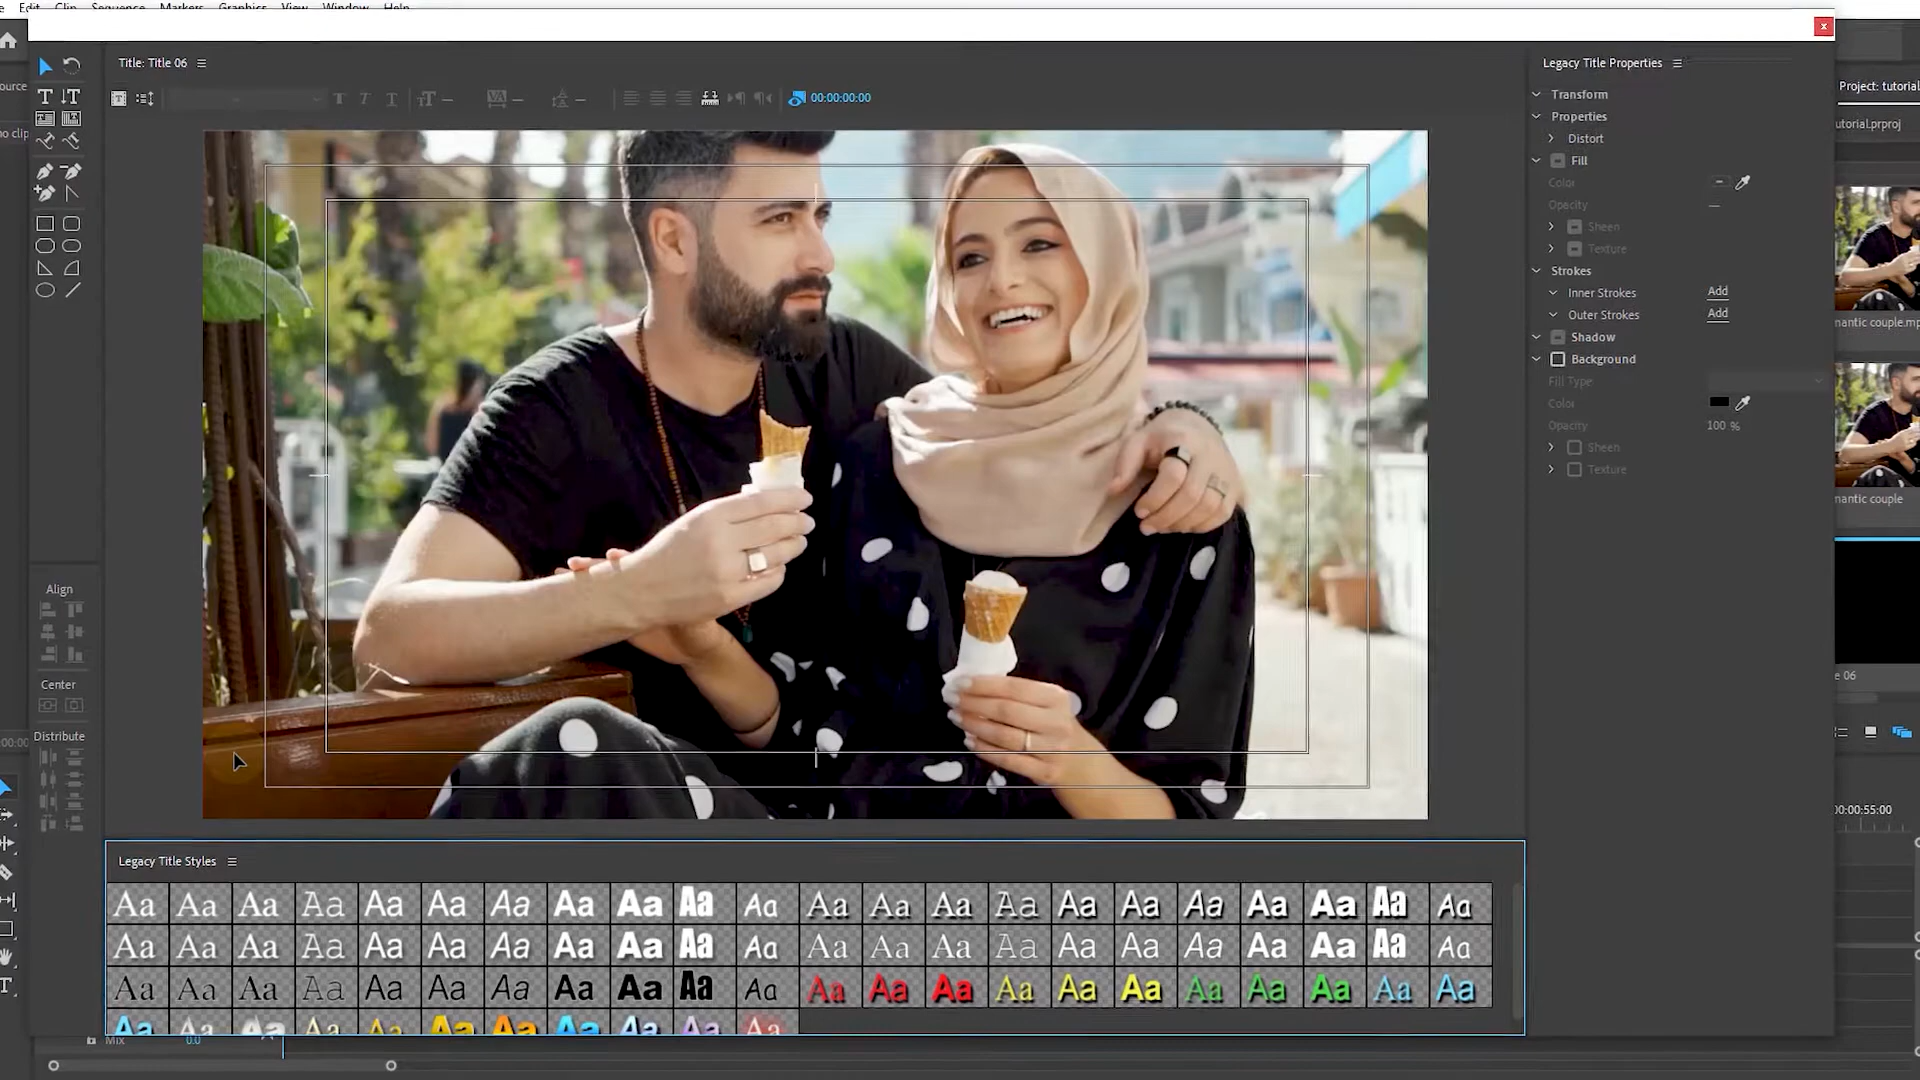 Edit Clip Sequence Markers Graphics View Window Help
Title: Title 06
00:00:00:00
Legacy Title Properties
Transform
Properties
Distort
Fill
Color
Opacity
Sheen
Texture
Strokes
Inner Strokes Add
Outer Strokes Add
Shadow
Background
Fill Type
Color
Opacity 100 %
Sheen
Texture
Project: tutorial
utorial.prproj
mantic couple.mp
mantic couple
e 06
00:00:55:00
ource
no clip
Align
Center
Distribute
Legacy Title Styles
Aa Aa Aa Aa Aa Aa Aa Aa Aa Aa Aa Aa Aa Aa Aa Aa Aa Aa Aa Aa Aa Aa
Aa Aa Aa Aa Aa Aa Aa Aa Aa Aa Aa Aa Aa Aa Aa Aa Aa Aa Aa Aa Aa Aa
Aa Aa Aa Aa Aa Aa Aa Aa Aa Aa Aa Aa Aa Aa Aa Aa Aa Aa Aa Aa Aa Aa
Aa Aa Aa Aa Aa Aa Aa Aa Aa Aa Aa
Mix 0.0